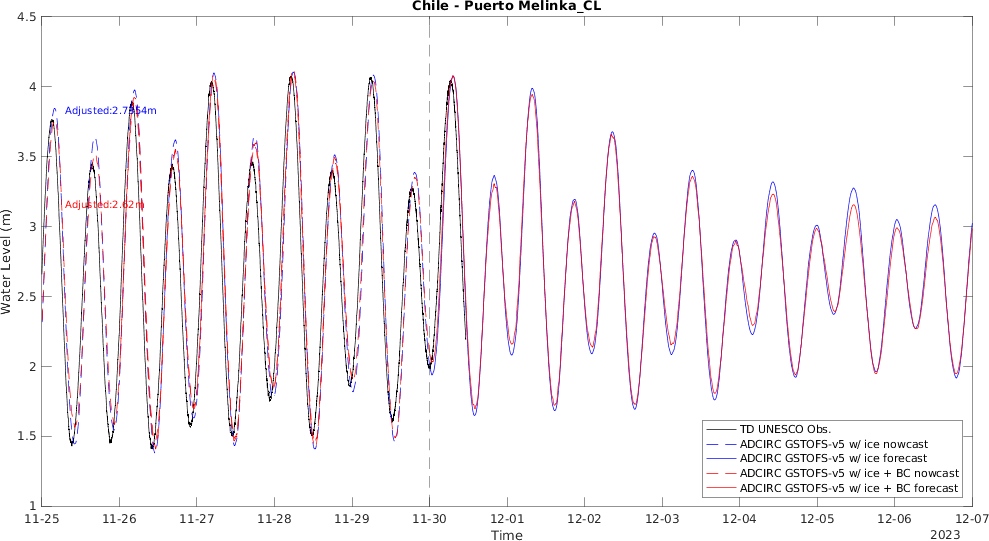 Chile - Puerto Melinka_CL
4.5
4
3.5
3
2.5
2
1.5
1
Water Level (m)
Adjusted:2.7954m
Adjusted:2.62m
TD UNESCO Obs.
ADCIRC GSTOFS-v5 w/ ice nowcast
ADCIRC GSTOFS-v5 w/ ice forecast
ADCIRC GSTOFS-v5 w/ ice + BC nowcast
ADCIRC GSTOFS-v5 w/ ice + BC forecast
11-25 11-26 11-27 11-28 11-29 11-30 12-01 12-02 12-03 12-04 12-05 12-06 12-07
Time
2023